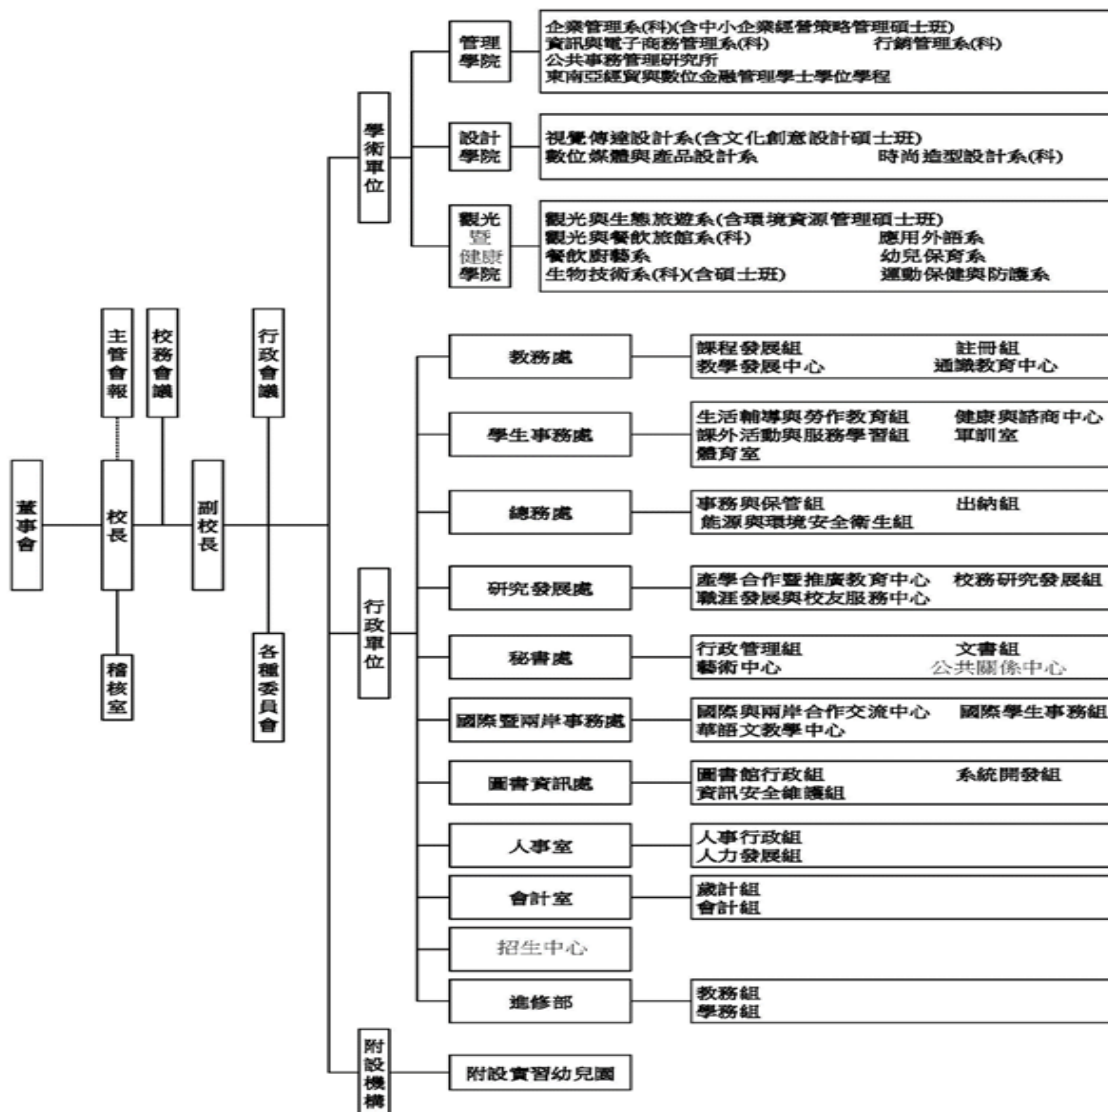 董事會
主管會報
校長
稽核室
校務會議
副校長
行政會議
各種委員會
學術單位
管理學院
企業管理系(科)(含中小企業經營策略管理碩士班)
資訊與電子商務管理系(科) 行銷管理系(科)
公共事務管理研究所
東南亞經貿與數位金融管理學士學位學程
設計學院
視覺傳達設計系(含文化創意設計碩士班)
數位媒體與產品設計系 時尚造型設計系(科)
觀光暨健康學院
觀光與生態旅遊系(含環境資源管理碩士班)
觀光與餐飲旅館系(科) 應用外語系
餐飲廚藝系 幼兒保育系
生物技術系(科)(含碩士班) 運動保健與防護系
行政單位
教務處
課程發展組 註冊組
教學發展中心 通識教育中心
學生事務處
生活輔導與勞作教育組 健康與諮商中心
課外活動與服務學習組 軍訓室
體育室
總務處
事務與保管組 出納組
能源與環境安全衛生組
研究發展處
產學合作暨推廣教育中心 校務研究發展組
職涯發展與校友服務中心
秘書處
行政管理組 文書組
藝術中心 公共關係中心
國際暨兩岸事務處
國際與兩岸合作交流中心 國際學生事務組
華語文教學中心
圖書資訊處
圖書館行政組 系統開發組
資訊安全維護組
人事室
人事行政組
人力發展組
會計室
歲計組
會計組
招生中心
進修部
教務組
學務組
附設機構
附設實習幼兒園